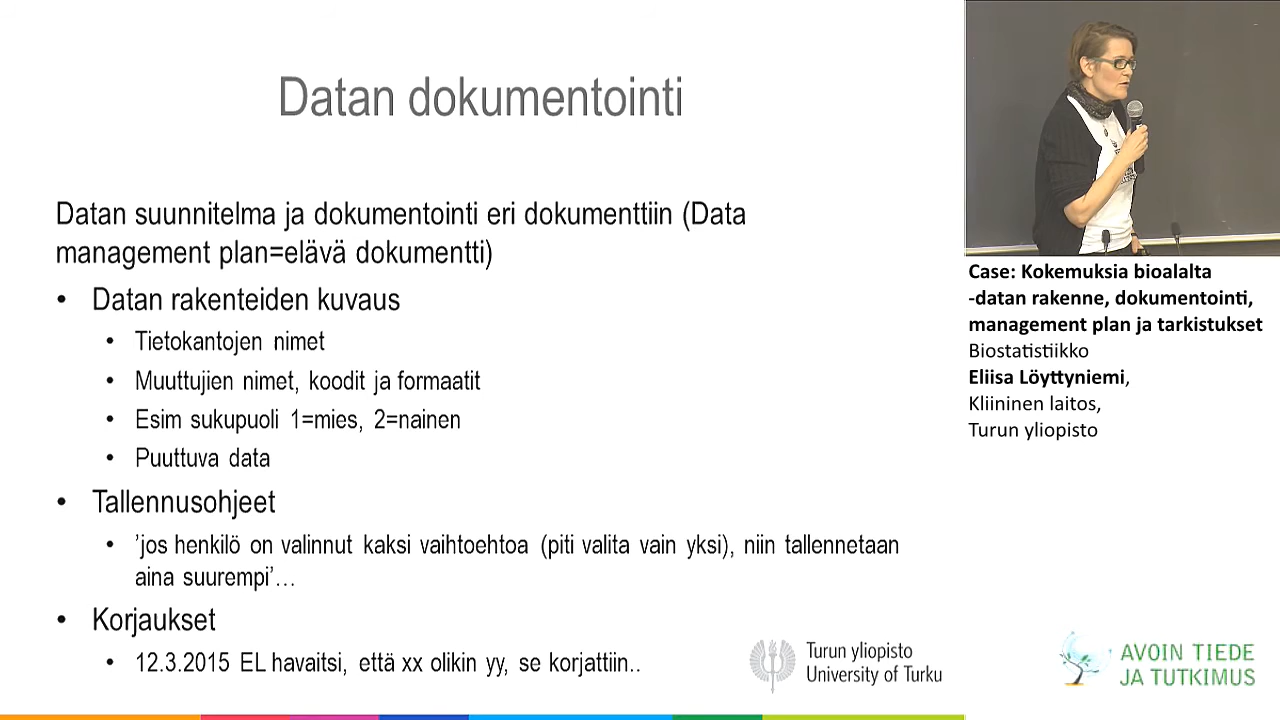 Datan dokumentointi
Datan suunnitelma ja dokumentointi eri dokumenttiin (Data
management plan=elävä dokumentti)
• Datan rakenteiden kuvaus
• Tietokantojen nimet
• Muuttujien nimet, koodit ja formaatit
• Esim sukupuoli 1=mies, 2=nainen
• Puuttuva data
• Tallennusohjeet
• ’jos henkilö on valinnut kaksi vaihtoehtoa (piti valita vain yksi), niin tallennetaan
aina suurempi’…
• Korjaukset
• 12.3.2015 EL havaitsi, että xx olikin yy, se korjattiin..
Turun yliopisto
University of Turku
Case: Kokemuksia bioalalta
-datan rakenne, dokumentointi,
management plan ja tarkistukset
Biostatistiikko
Eliisa Löyttyniemi,
Kliininen laitos,
Turun yliopisto
AVOIN TIEDE
JA TUTKIMUS